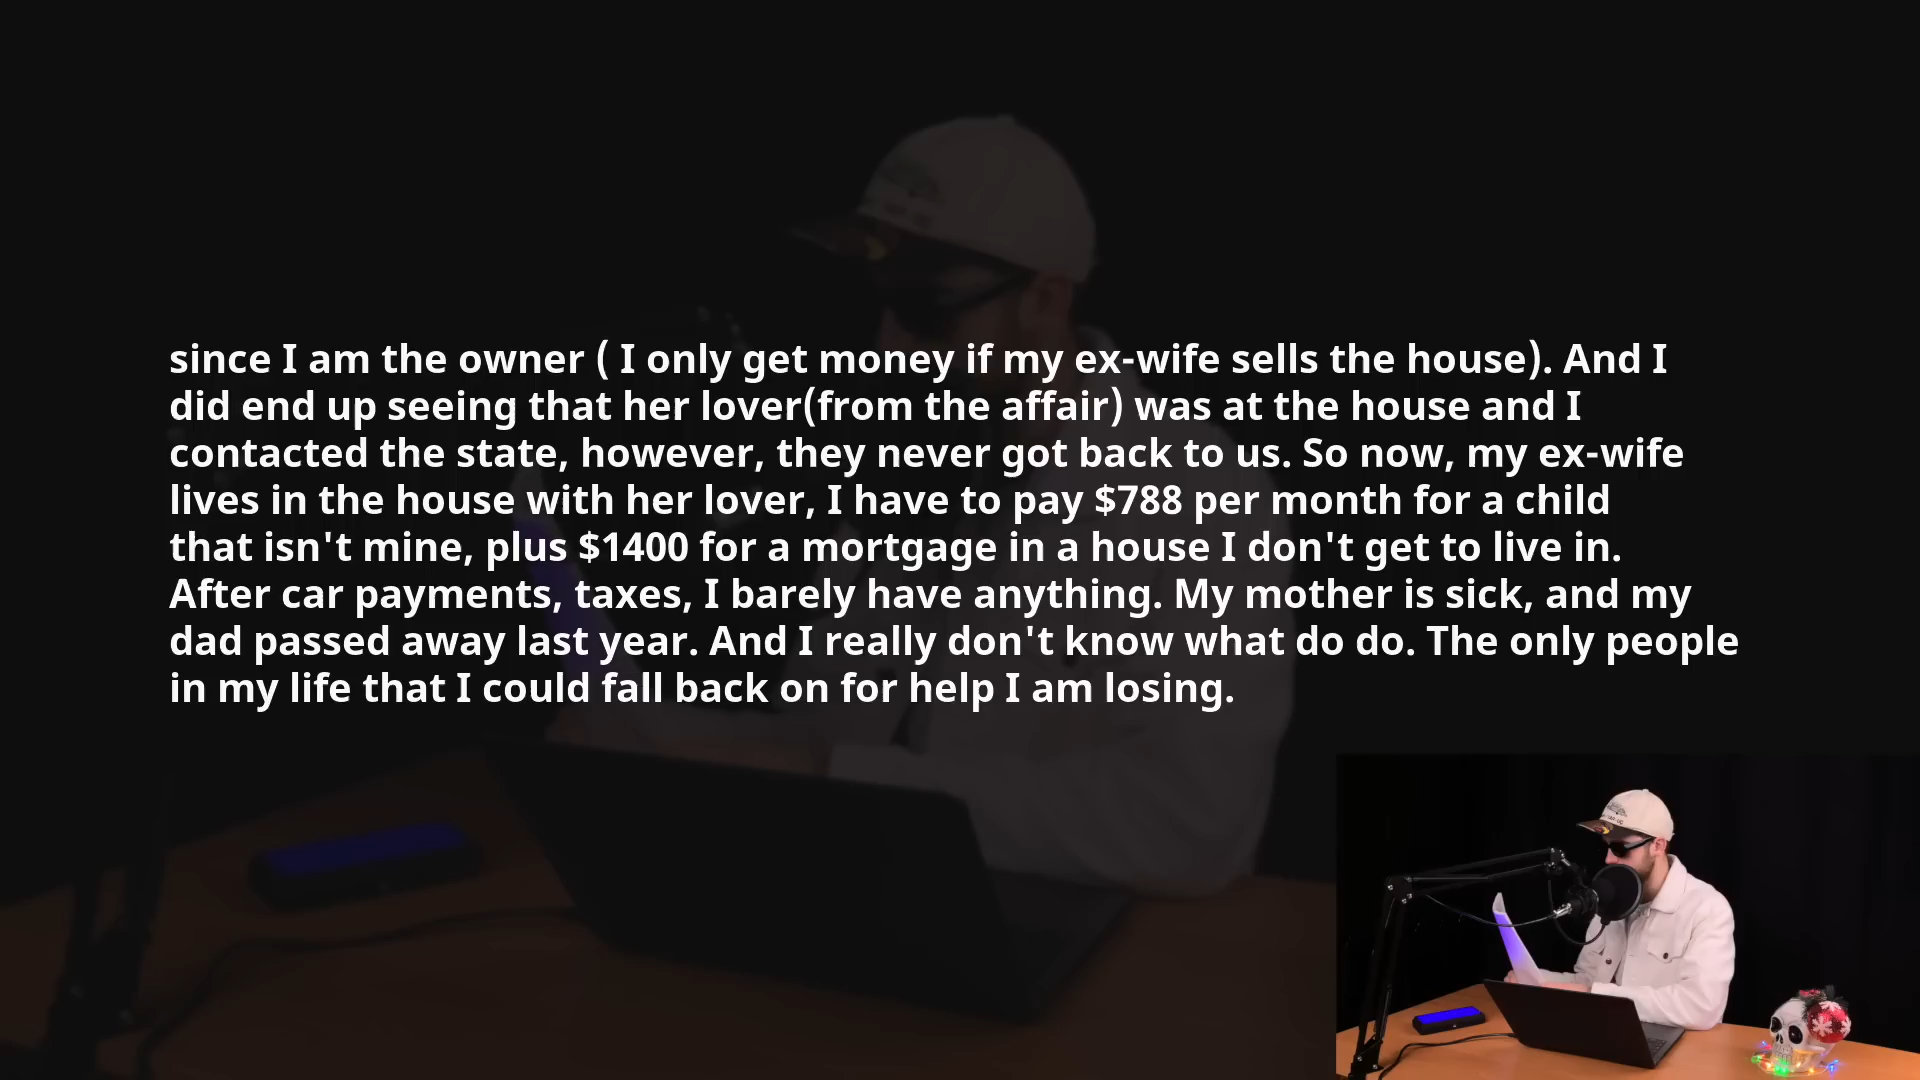 since I am the owner ( I only get money if my ex-wife sells the house). And I
did end up seeing that her lover(from the affair) was at the house and I
contacted the state, however, they never got back to us. So now, my ex-wife
lives in the house with her lover, I have to pay $788 per month for a child
that isn't mine, plus $1400 for a mortgage in a house I don't get to live in.
After car payments, taxes, I barely have anything. My mother is sick, and my
dad passed away last year. And I really don't know what do do. The only people
in my life that I could fall back on for help I am losing.